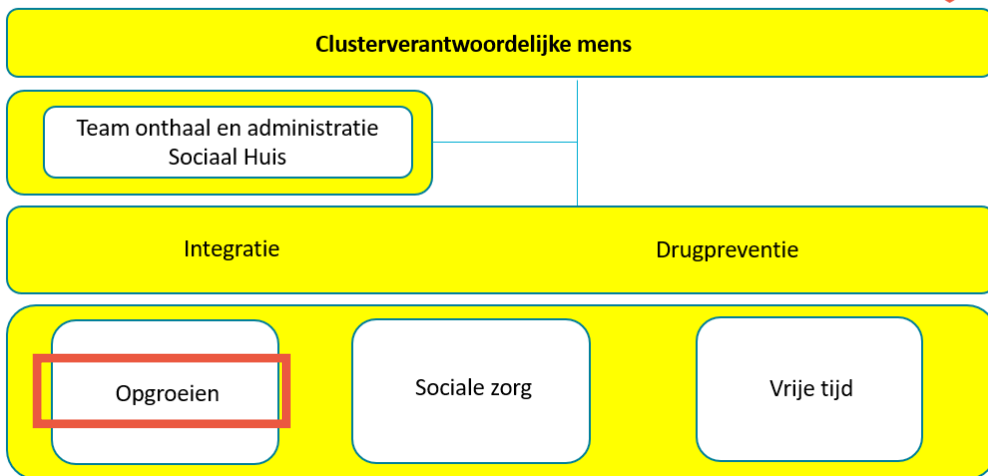 Clusterverantwoordelijke mens
Team onthaal en administratie
Sociaal Huis
Integratie
Drugpreventie
Opgroeien
Sociale zorg
Vrije tijd